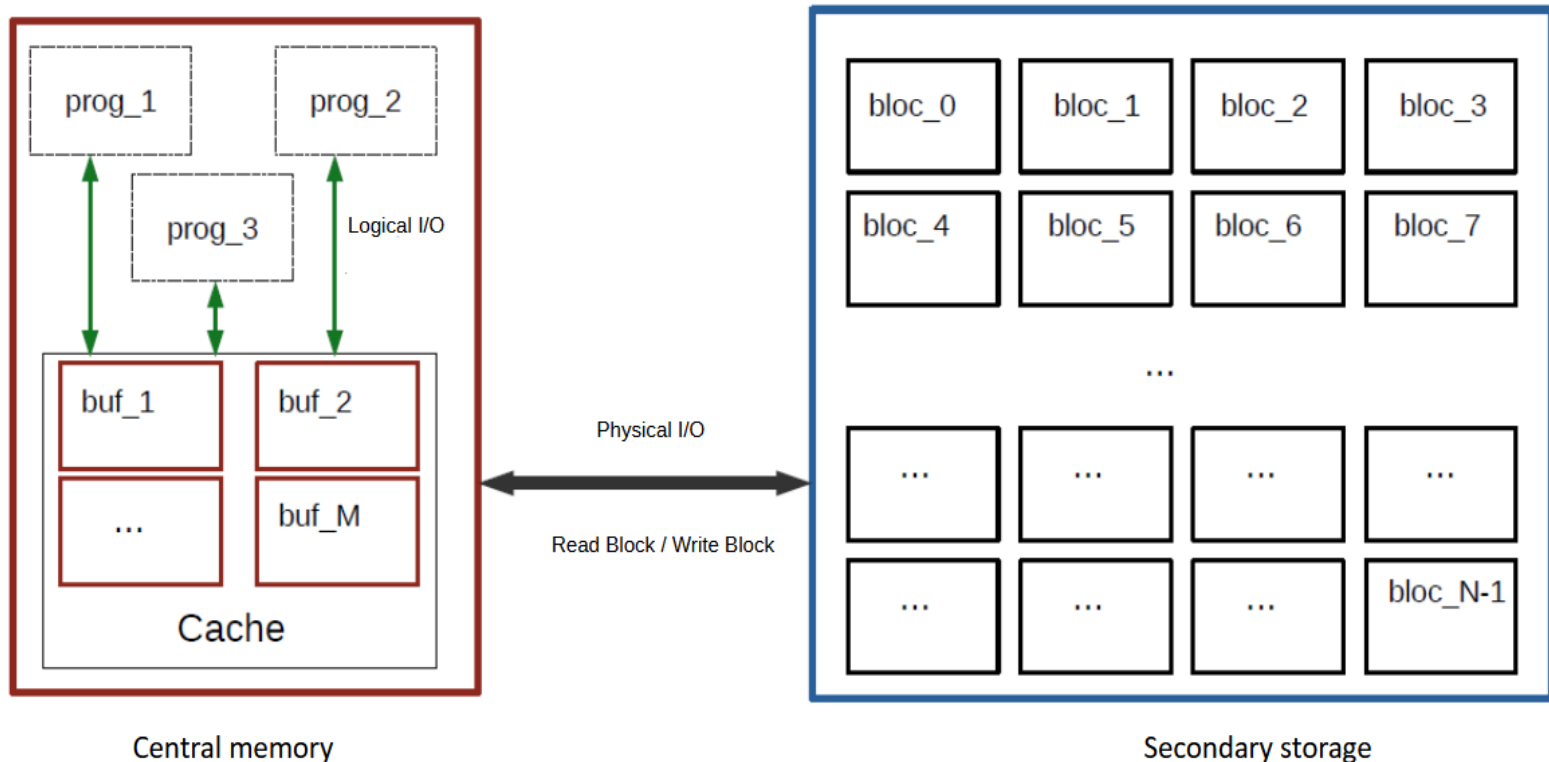 prog_1
prog_2
prog_3
Logical I/O
buf_1
buf_2
...
buf_M
Cache
Central memory
Physical I/O
Read Block / Write Block
bloc_0
bloc_1
bloc_2
bloc_3
bloc_4
bloc_5
bloc_6
bloc_7
...
...
...
...
...
...
...
...
bloc_N-1
Secondary storage